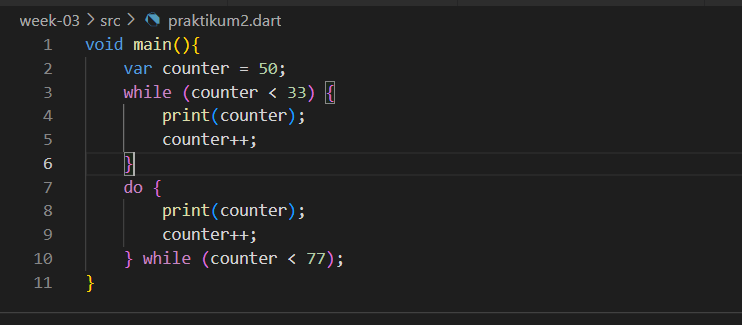 week-03 > src > praktikum2.dart
1 void main(){
2     var counter = 50;
3     while (counter < 33) {
4         print(counter);
5         counter++;
6     }
7     do {
8         print(counter);
9         counter++;
10     } while (counter < 77);
11 }